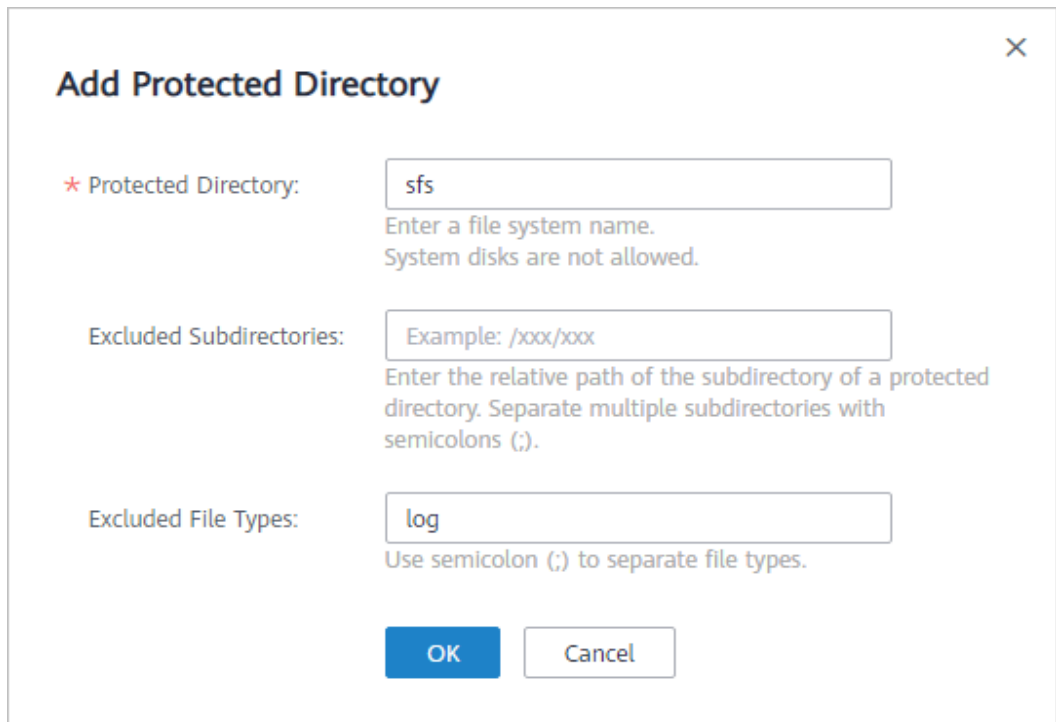 Add Protected Directory
* Protected Directory:
sfs
Enter a file system name.
System disks are not allowed.
Excluded Subdirectories:
Example: /xxx/xxx
Enter the relative path of the subdirectory of a protected
directory. Separate multiple subdirectories with
semicolons (;).
Excluded File Types:
log
Use semicolon (;) to separate file types.
OK
Cancel